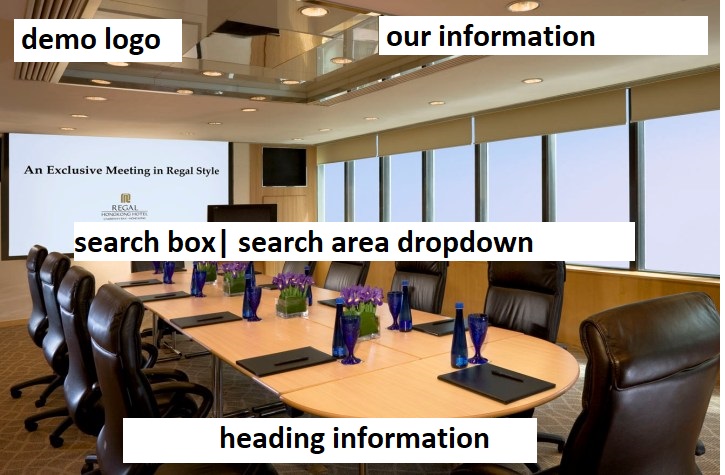 demo logo
our information
An Exclusive Meeting in Regal Style
REGAL
HONGKONG HOTEL
search box| search area dropdown
heading information